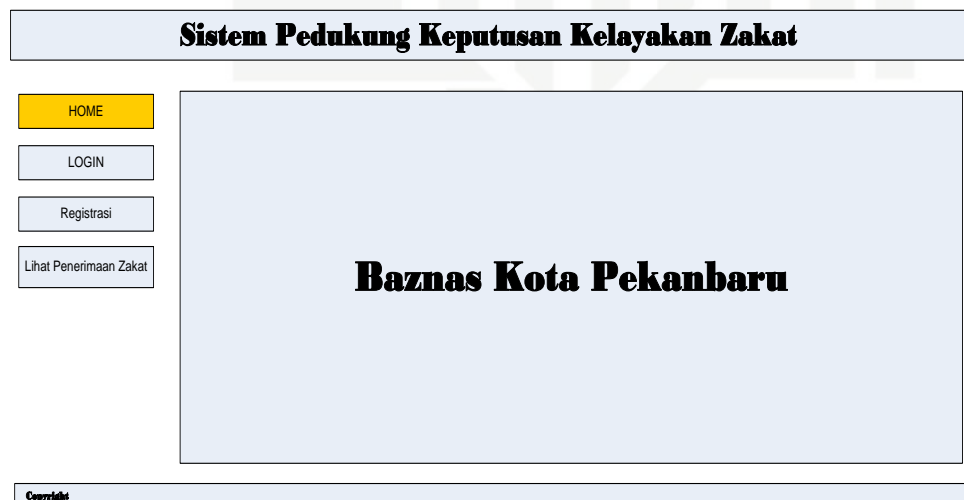 Sistem Pedukung Keputusan Kelayakan Zakat
HOME
LOGIN
Registrasi
Lihat Penerimaan Zakat
Baznas Kota Pekanbaru
Copyright